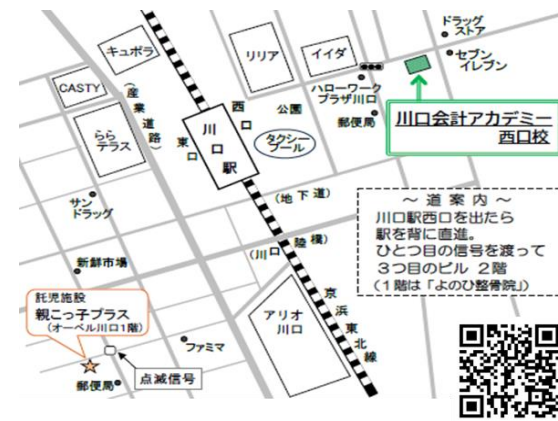 ドラッグ
ストア
キュポラ
リリア
イイダ
セブン
イレブン
CASTY
(産業道路)
ハローワーク
プラザ川口
郵便局
西口
公園
川口会計アカデミー
西口校
らら
テラス
東口
川口駅
タクシー
プール
サン
ドラッグ
(地下道)
～ 道 案 内 ～
川口駅西口を出たら
駅を背に直進。
ひとつ目の信号を渡って
３つ目のビル ２階
(１階は「よのひ整骨院」)
(川口陸橋)
新鮮市場
託児施設
親こっ子プラス
(オーベル川口1階)
アリオ
川口
京浜東北線
ファミマ
点滅信号
郵便局